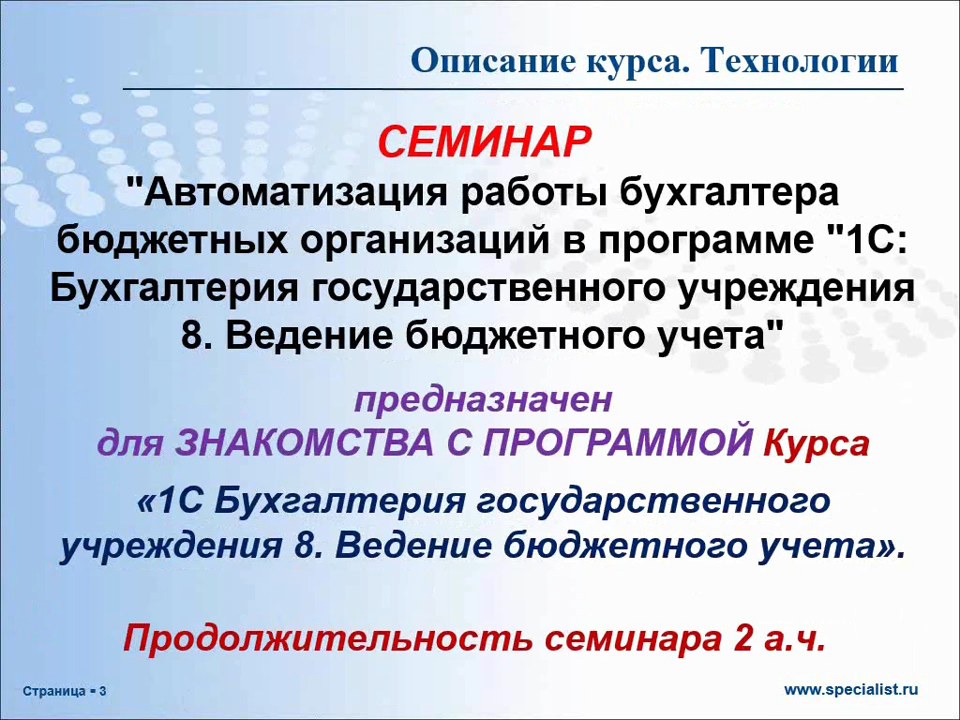 Описание курса. Технологии
СЕМИНАР
"Автоматизация работы бухгалтера
бюджетных организаций в программе "1С:
Бухгалтерия государственного учреждения
8. Ведение бюджетного учета"
предназначен
для ЗНАКОМСТВА С ПРОГРАММОЙ Курса
«1С Бухгалтерия государственного
учреждения 8. Ведение бюджетного учета».
Продолжительность семинара 2 а.ч.
Страница ▪ 3
www.specialist.ru